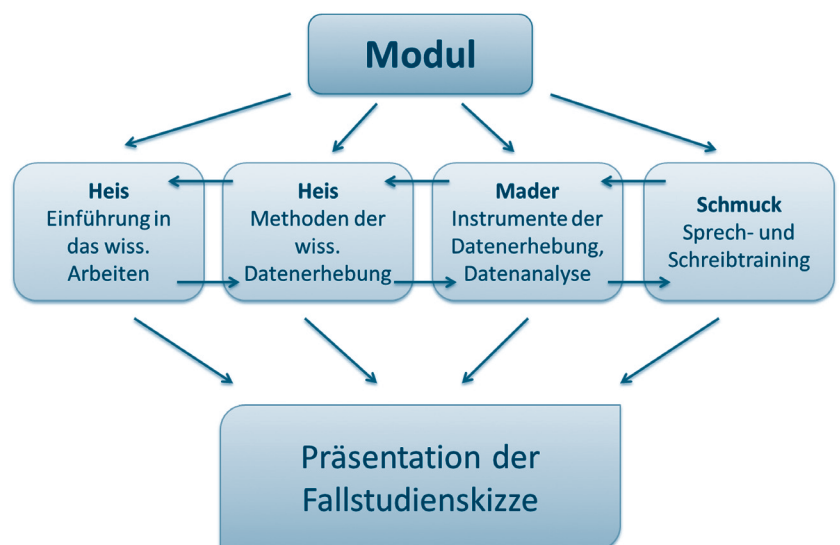 Modul
Heis
Einführung in
das wiss.
Arbeiten
Heis
Methoden der
wiss.
Datenerhebung
Mader
Instrumente der
Datenerhebung,
Datenanalyse
Schmuck
Sprech- und
Schreibtraining
Präsentation der
Fallstudienskizze